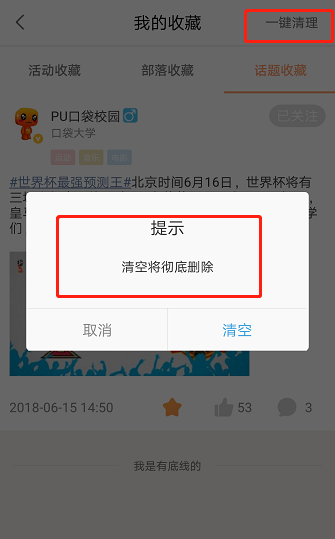 我的收藏
一键清理
活动收藏
部落收藏
话题收藏
PU口袋校园
已关注
口袋大学
#世界杯最强预测王#北京时间6月16日，世界杯将有
三
皇
们
提示
清空将彻底删除
取消
清空
2018-06-15 14:50
53
3
我是有底线的